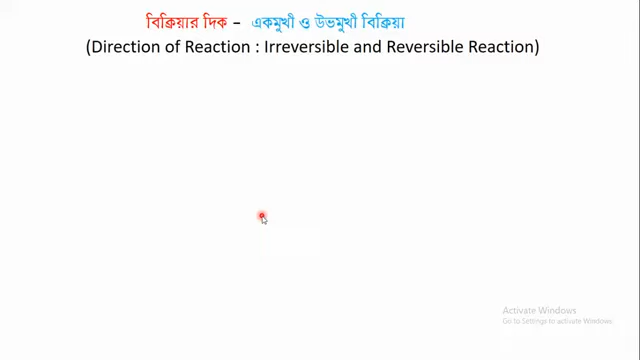 বিক্রিয়ার দিক – একমুখী ও উভমুখী বিক্রিয়া
(Direction of Reaction : Irreversible and Reversible Reaction)
Activate Windows
Go to Settings to activate Windows.